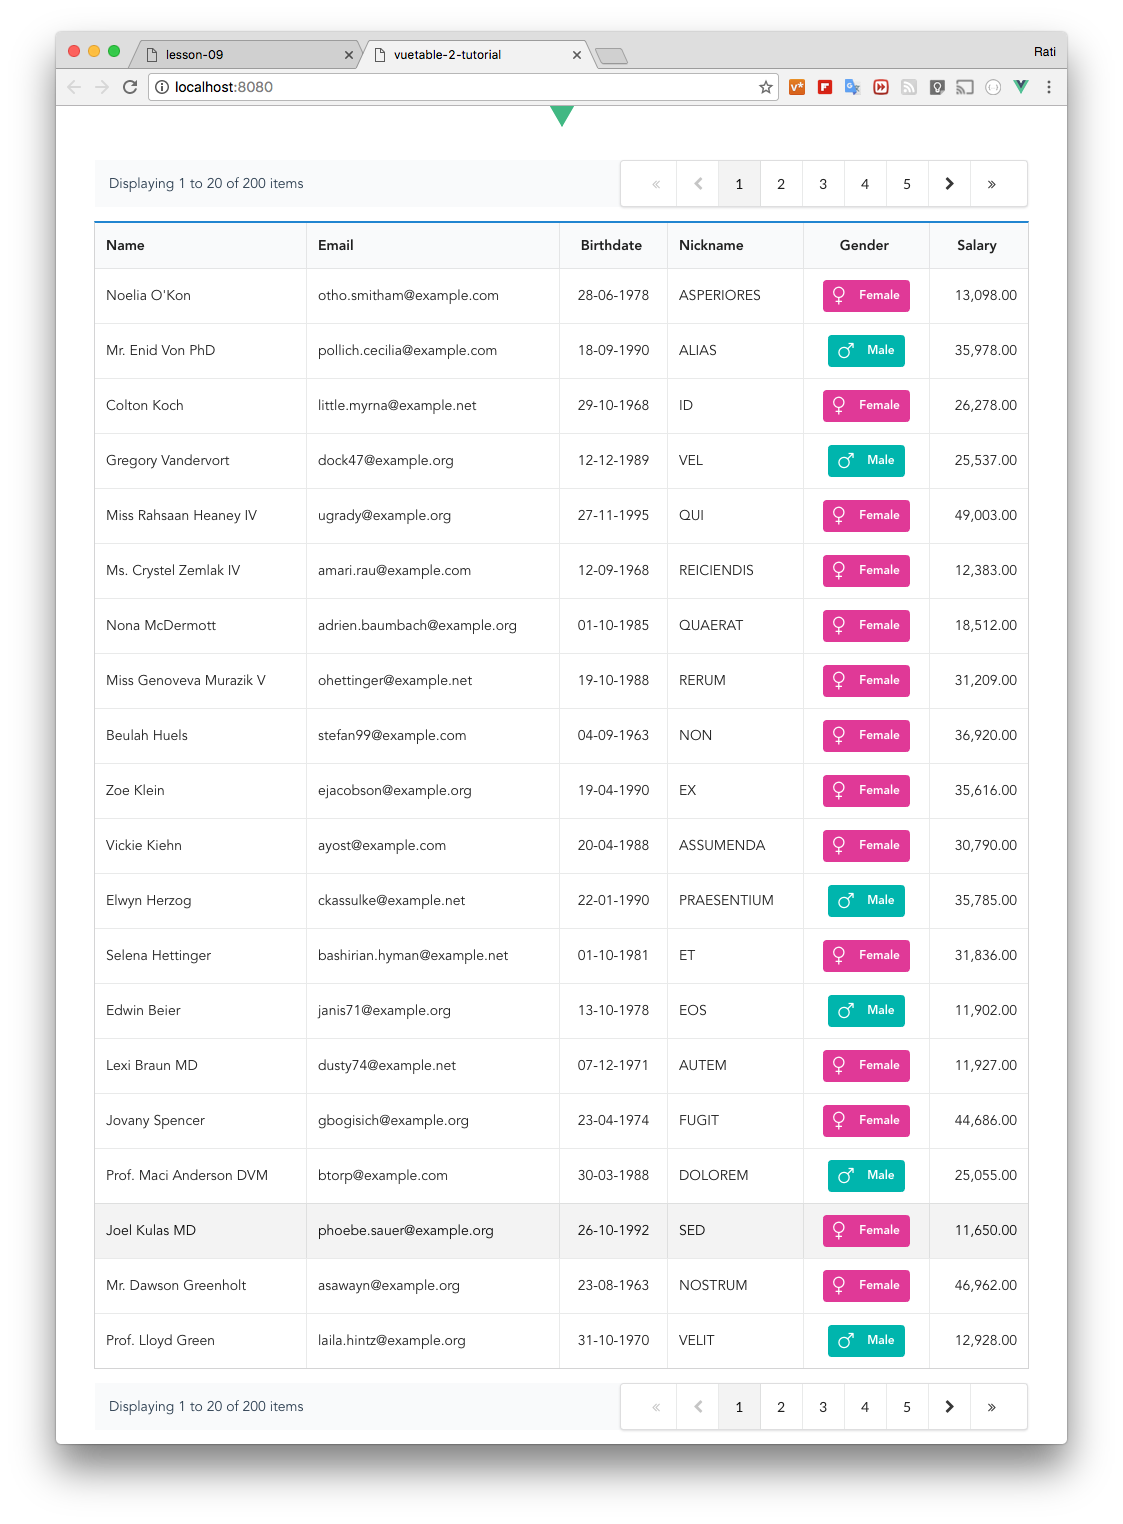 lesson-09 vuetable-2-tutorial Rati
localhost:8080
Displaying 1 to 20 of 200 items « 1 2 3 4 5 »
Name Email Birthdate Nickname Gender Salary
Noelia O'Kon otho.smitham@example.com 28-06-1978 ASPERIORES Female 13,098.00
Mr. Enid Von PhD pollich.cecilia@example.com 18-09-1990 ALIAS Male 35,978.00
Colton Koch little.myrna@example.net 29-10-1968 ID Female 26,278.00
Gregory Vandervort dock47@example.org 12-12-1989 VEL Male 25,537.00
Miss Rahsaan Heaney IV ugrady@example.org 27-11-1995 QUI Female 49,003.00
Ms. Crystel Zemlak IV amari.rau@example.com 12-09-1968 REICIENDIS Female 12,383.00
Nona McDermott adrien.baumbach@example.org 01-10-1985 QUAERAT Female 18,512.00
Miss Genoveva Murazik V ohettinger@example.net 19-10-1988 RERUM Female 31,209.00
Beulah Huels stefan99@example.com 04-09-1963 NON Female 36,920.00
Zoe Klein ejacobson@example.org 19-04-1990 EX Female 35,616.00
Vickie Kiehn ayost@example.com 20-04-1988 ASSUMENDA Female 30,790.00
Elwyn Herzog ckassulke@example.net 22-01-1990 PRAESENTIUM Male 35,785.00
Selena Hettinger bashirian.hyman@example.net 01-10-1981 ET Female 31,836.00
Edwin Beier janis71@example.org 13-10-1978 EOS Male 11,902.00
Lexi Braun MD dusty74@example.net 07-12-1971 AUTEM Female 11,927.00
Jovany Spencer gbogisich@example.org 23-04-1974 FUGIT Female 44,686.00
Prof. Maci Anderson DVM btorp@example.com 30-03-1988 DOLOREM Male 25,055.00
Joel Kulas MD phoebe.sauer@example.org 26-10-1992 SED Female 11,650.00
Mr. Dawson Greenholt asawayn@example.org 23-08-1963 NOSTRUM Female 46,962.00
Prof. Lloyd Green laila.hintz@example.org 31-10-1970 VELIT Male 12,928.00
Displaying 1 to 20 of 200 items « 1 2 3 4 5 »